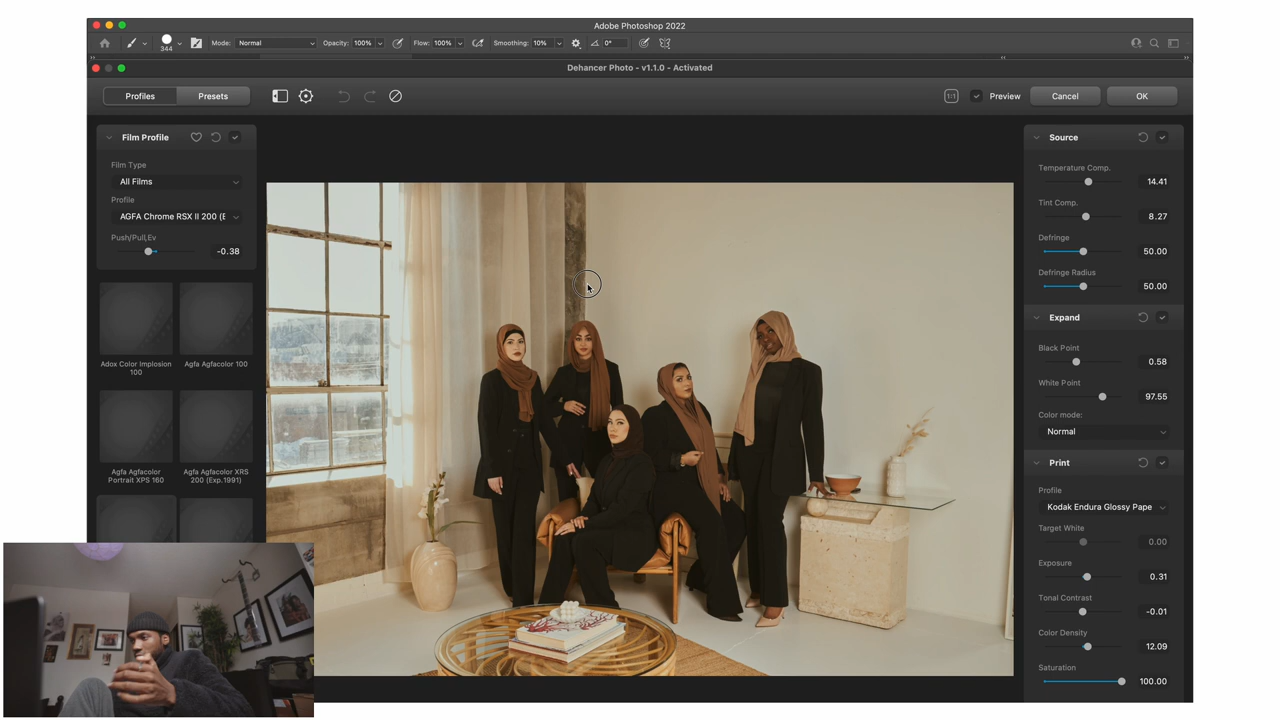 Adobe Photoshop 2022
344
Mode: Normal
Opacity: 100%
Flow: 100%
Smoothing: 10%
0°
Dehancer Photo - v1.1.0 - Activated
Profiles
Presets
1:1
Preview
Cancel
OK
Film Profile
Film Type
All Films
Profile
AGFA Chrome RSX II 200 (E
Push/Pull,Ev
-0.38
Adox Color Implosion
100
Agfa Agfacolor 100
Agfa Agfacolor
Portrait XPS 160
Agfa Agfacolor XRS
200 (Exp.1991)
Source
Temperature Comp.
14.41
Tint Comp.
8.27
Defringe
50.00
Defringe Radius
50.00
Expand
Black Point
0.58
White Point
97.55
Color mode:
Normal
Print
Profile
Kodak Endura Glossy Pape
Target White
0.00
Exposure
0.31
Tonal Contrast
-0.01
Color Density
12.09
Saturation
100.00